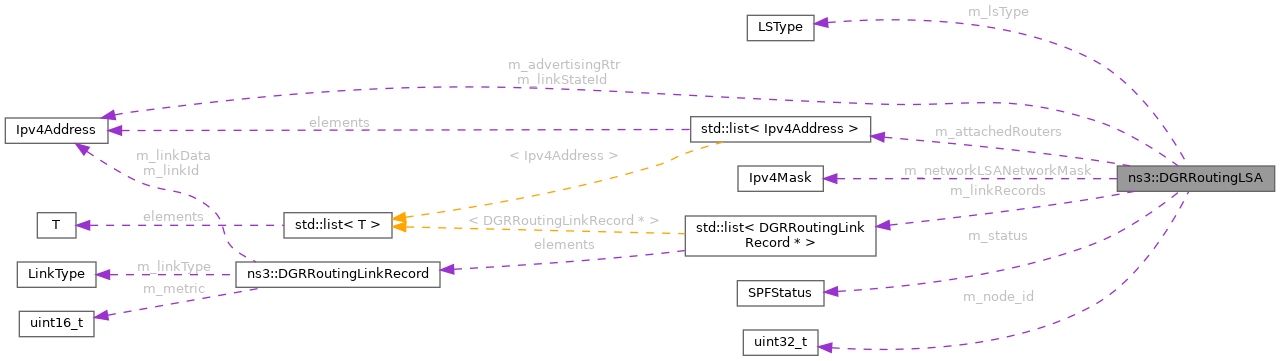 m_lsType
LSType
m_advertisingRtr
m_linkStateId
Ipv4Address
elements
std::list< Ipv4Address >
m_attachedRouters
m_linkData
m_linkId
< Ipv4Address >
Ipv4Mask
m_networkLSANetworkMask
ns3::DGRRoutingLSA
m_linkRecords
T
elements
std::list< T >
< DGRRoutingLinkRecord * >
std::list< DGRRoutingLink
Record * >
m_status
elements
LinkType
m_linkType
ns3::DGRRoutingLinkRecord
m_metric
SPFStatus
m_node_id
uint16_t
uint32_t